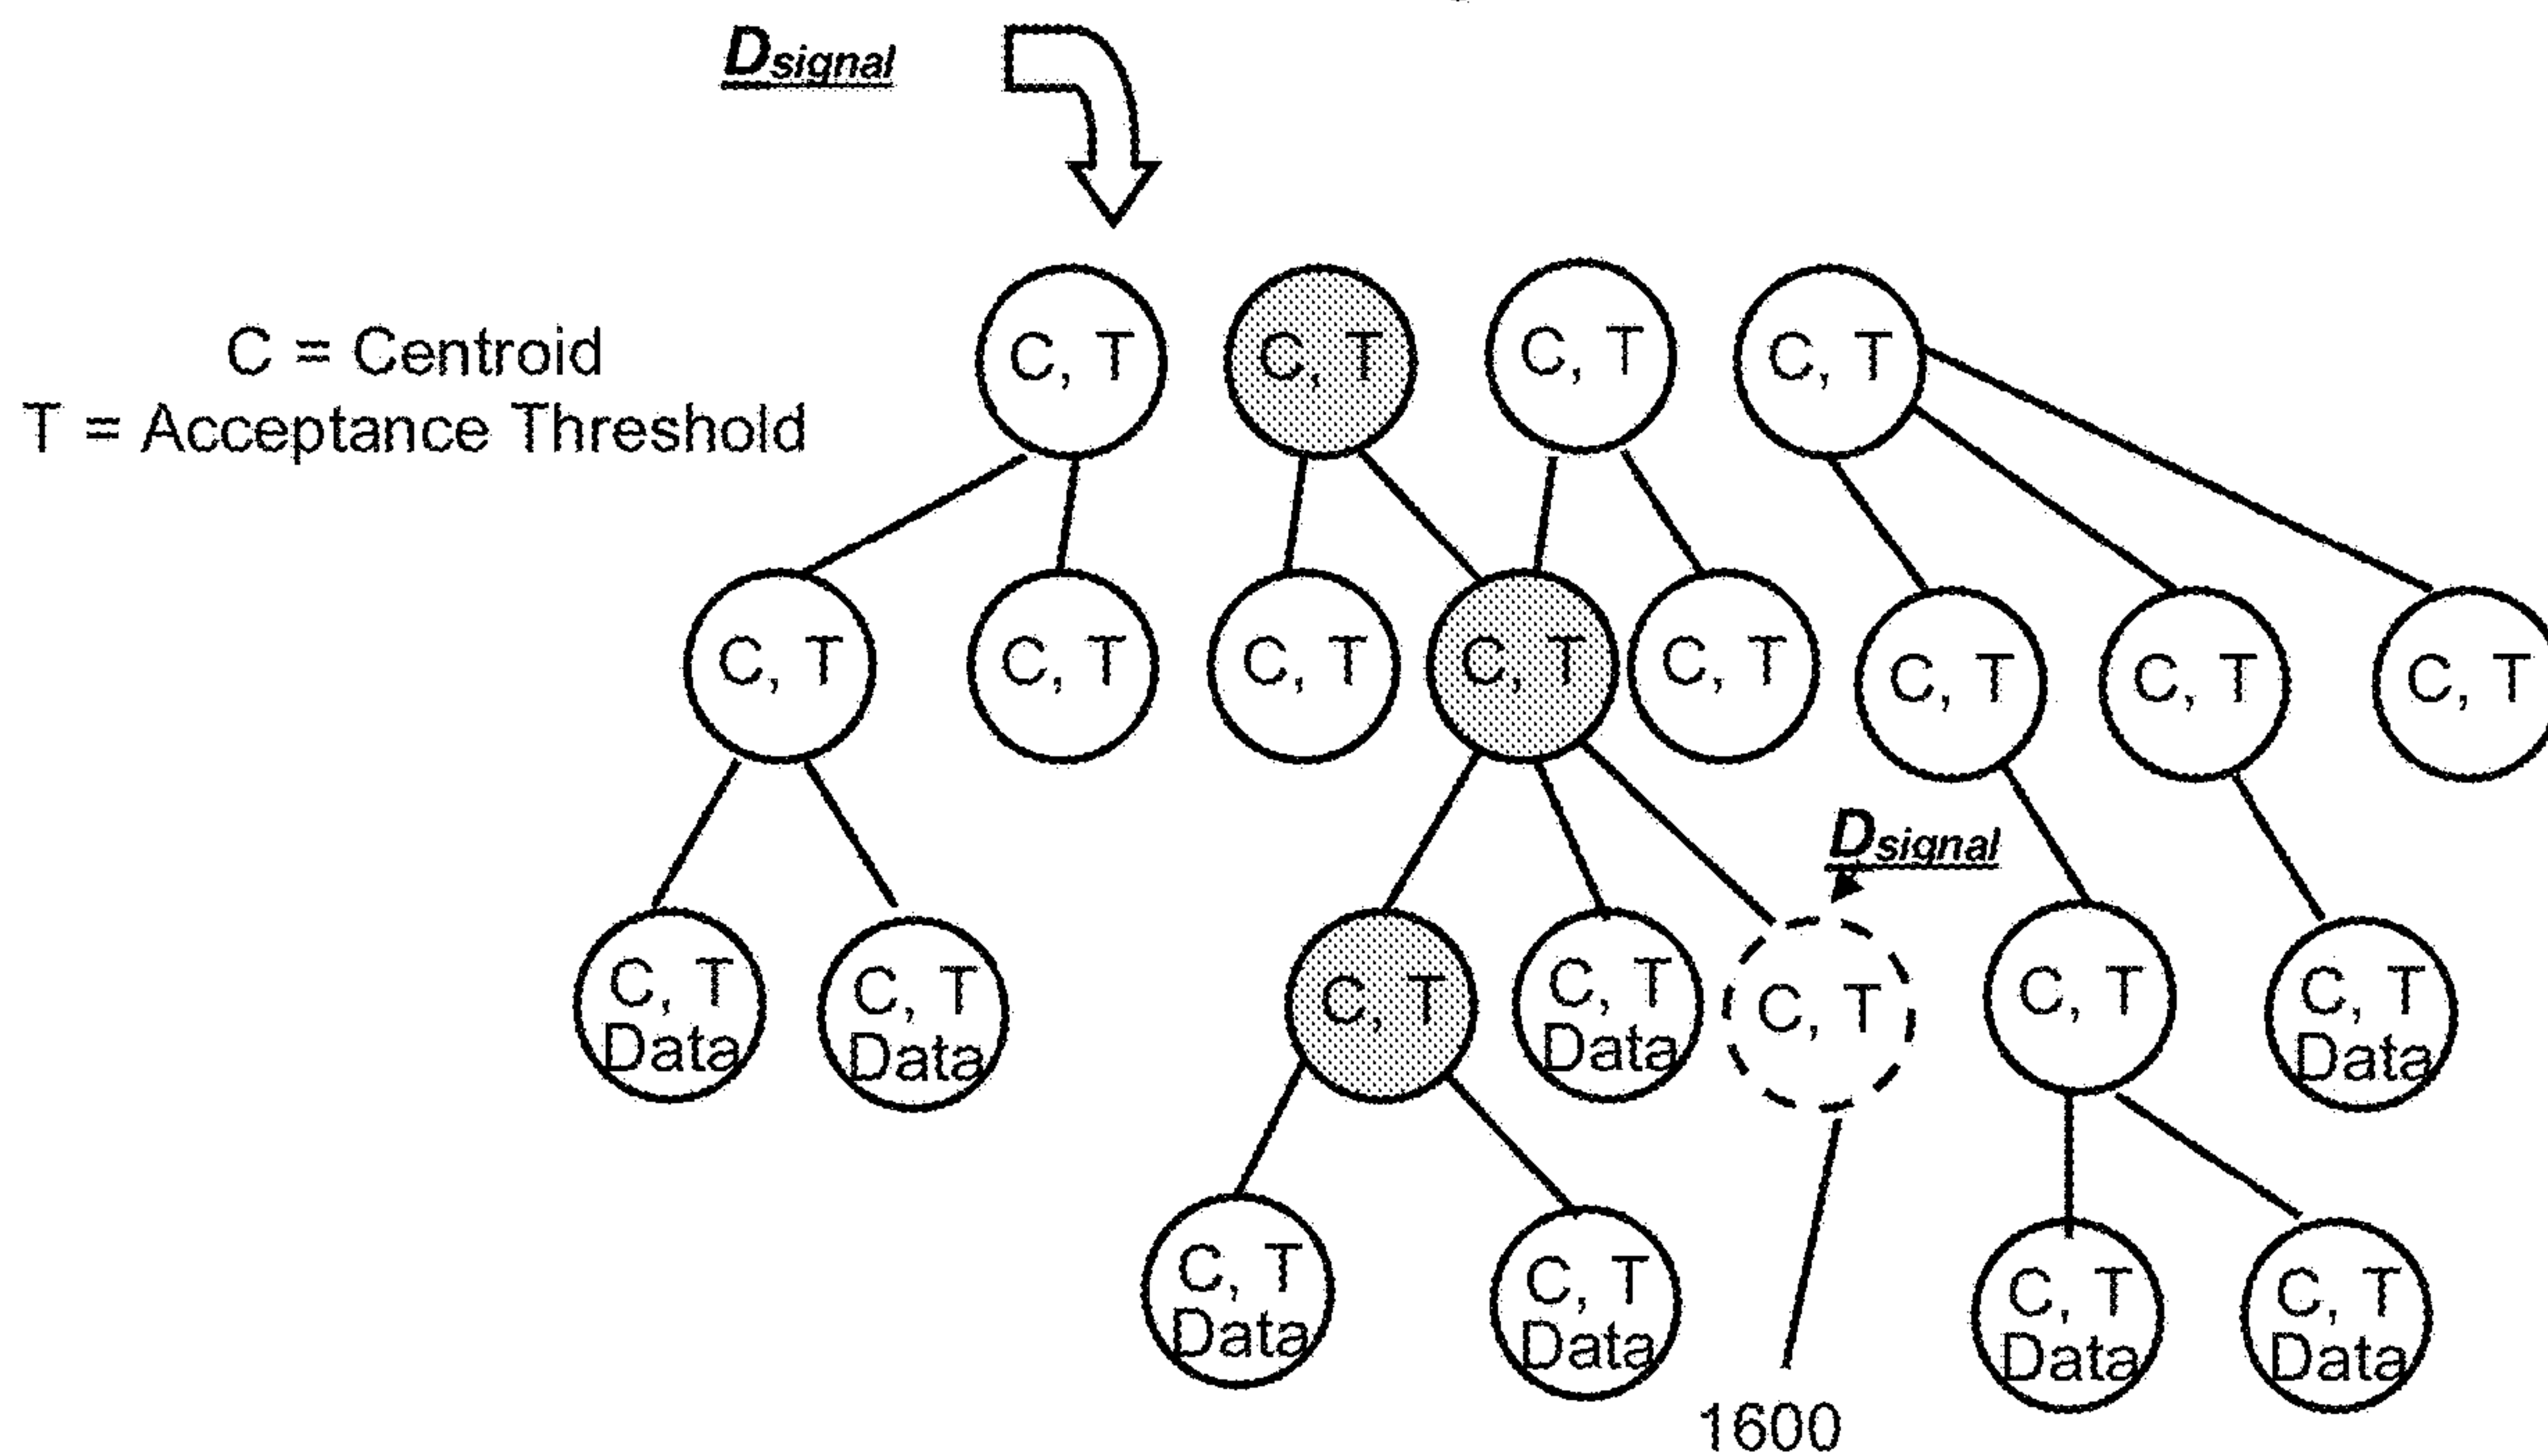 Dsignal
C = Centroid
T = Acceptance Threshold
C, T
C, T
C, T
C, T
C, T
C, T
C, T
C, T
C, T
C, T
C, T
C, T
Dsignal
C, T
Data
C, T
Data
C, T
C, T
Data
C, T
C, T
C, T
Data
C, T
Data
C, T
Data
C, T
Data
C, T
Data
1600